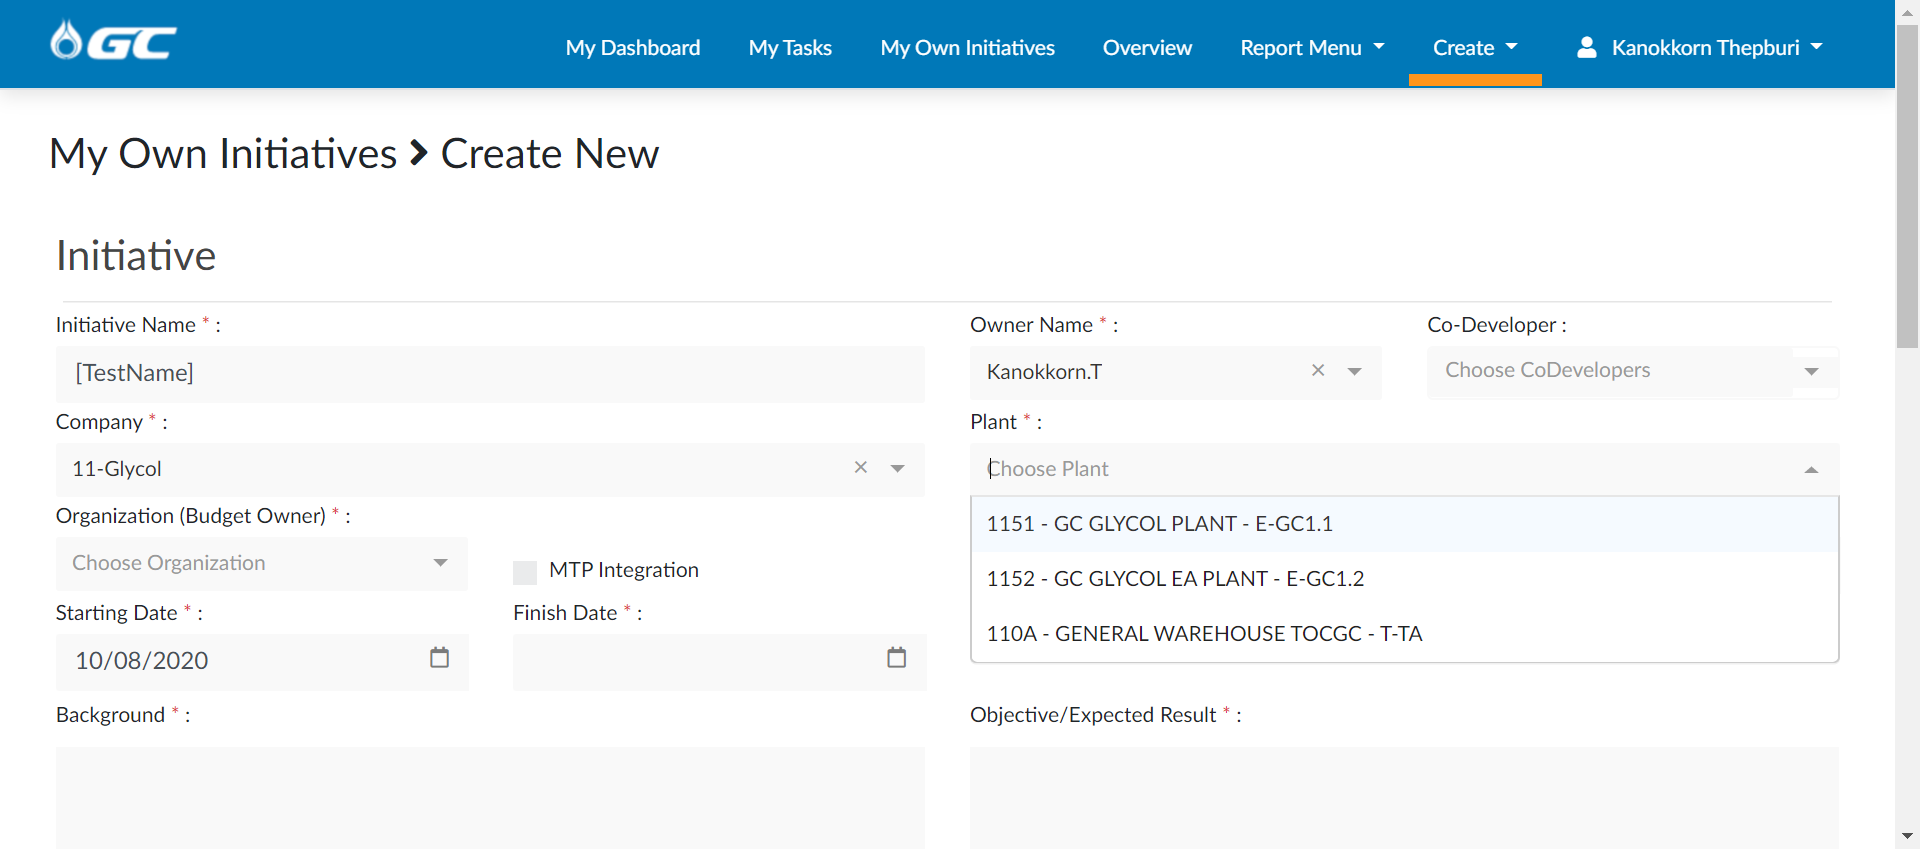 GC My Dashboard My Tasks My Own Initiatives Overview Report Menu Create Kanokkorn Thepburi
My Own Initiatives > Create New
Initiative
Initiative Name * : Owner Name * : Co-Developer :
[TestName] Kanokkorn.T × Choose CoDevelopers
Company * : Plant * :
11-Glycol × Choose Plant
Organization (Budget Owner) * : 1151 - GC GLYCOL PLANT - E-GC1.1
Choose Organization MTP Integration 1152 - GC GLYCOL EA PLANT - E-GC1.2
Starting Date * : Finish Date * : 110A - GENERAL WAREHOUSE TOCGC - T-TA
10/08/2020
Background * : Objective/Expected Result * :